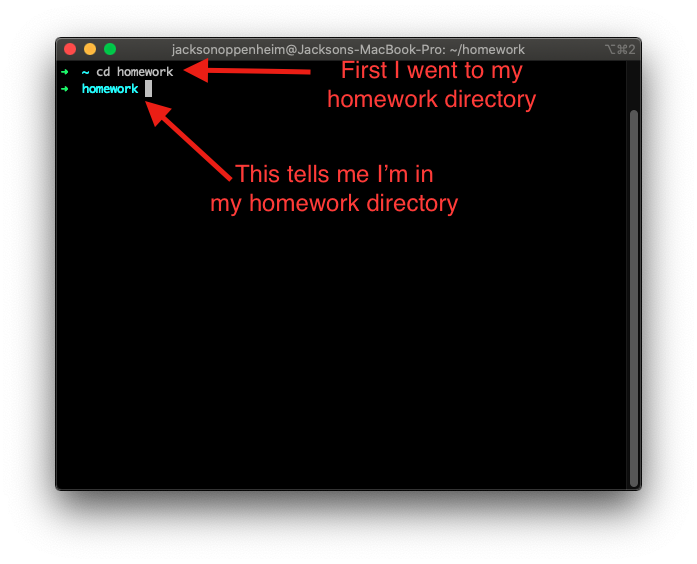 jacksonoppenheim@Jacksons-MacBook-Pro: ~/homework ⌥⌘2
➜ ~ cd homework
➜ homework
First I went to my
homework directory
This tells me I’m in
my homework directory